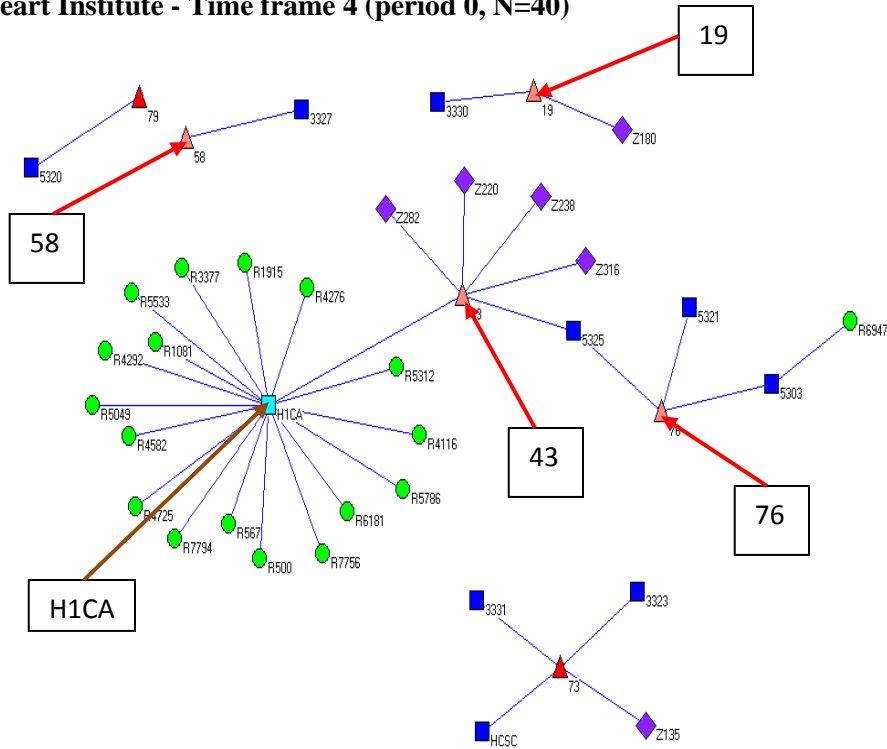 eart Institute - Time frame 4 (period 0, N=40)
19
79
3327
3330
19
58
Z180
5320
Z220
Z282
Z238
58
R1915
R3377
R4276
Z316
R5533
3
5321
R6947
5325
R1081
R4292
R5312
5303
R5049
H1CA
R4582
R4116
76
43
R5786
R4725
R6181
76
R567
R7794
R500
R7756
H1CA
3331
3323
73
HCSC
Z135